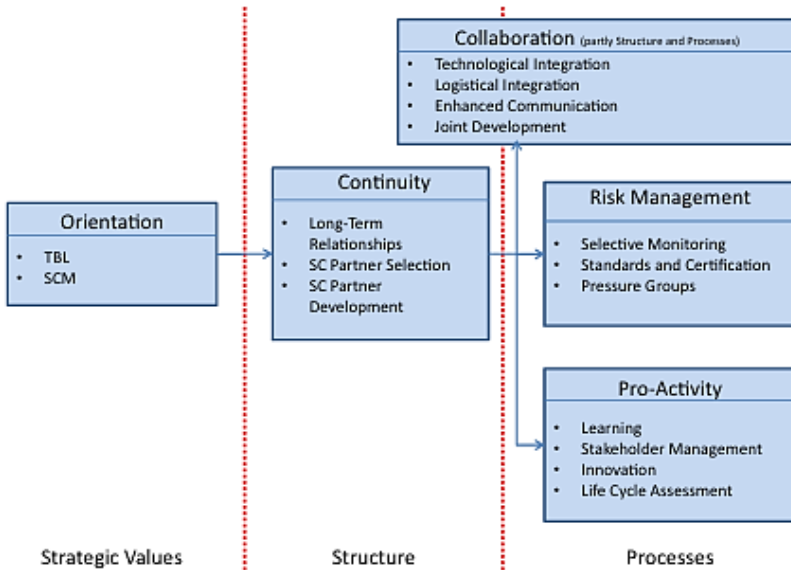 Collaboration (partly Structure and Processes)
• Technological Integration
• Logistical Integration
• Enhanced Communication
• Joint Development
Continuity
• Long-Term
Relationships
• SC Partner Selection
• SC Partner
Development
Orientation
• TBL
• SCM
Risk Management
• Selective Monitoring
• Standards and Certification
• Pressure Groups
Pro-Activity
• Learning
• Stakeholder Management
• Innovation
• Life Cycle Assessment
Strategic Values
Structure
Processes